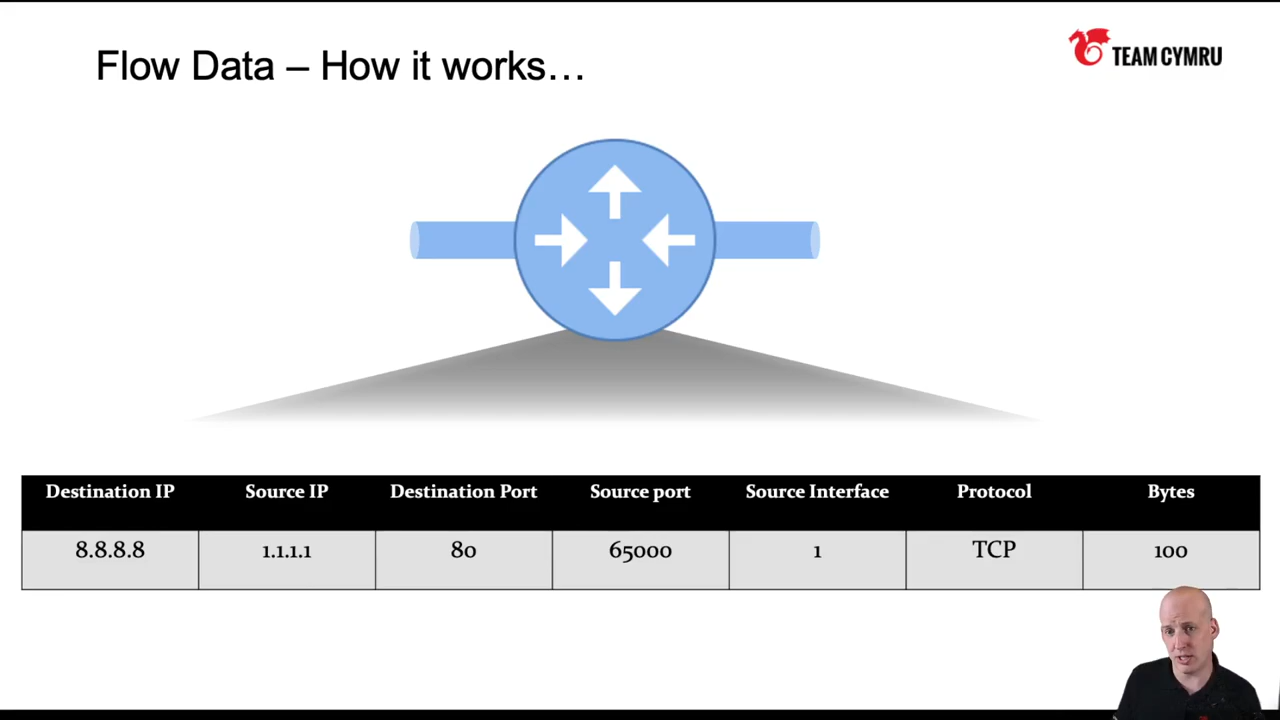 Flow Data – How it works…
TEAM CYMRU
Destination IP Source IP Destination Port Source port Source Interface Protocol Bytes
8.8.8.8 1.1.1.1 80 65000 1 TCP 100